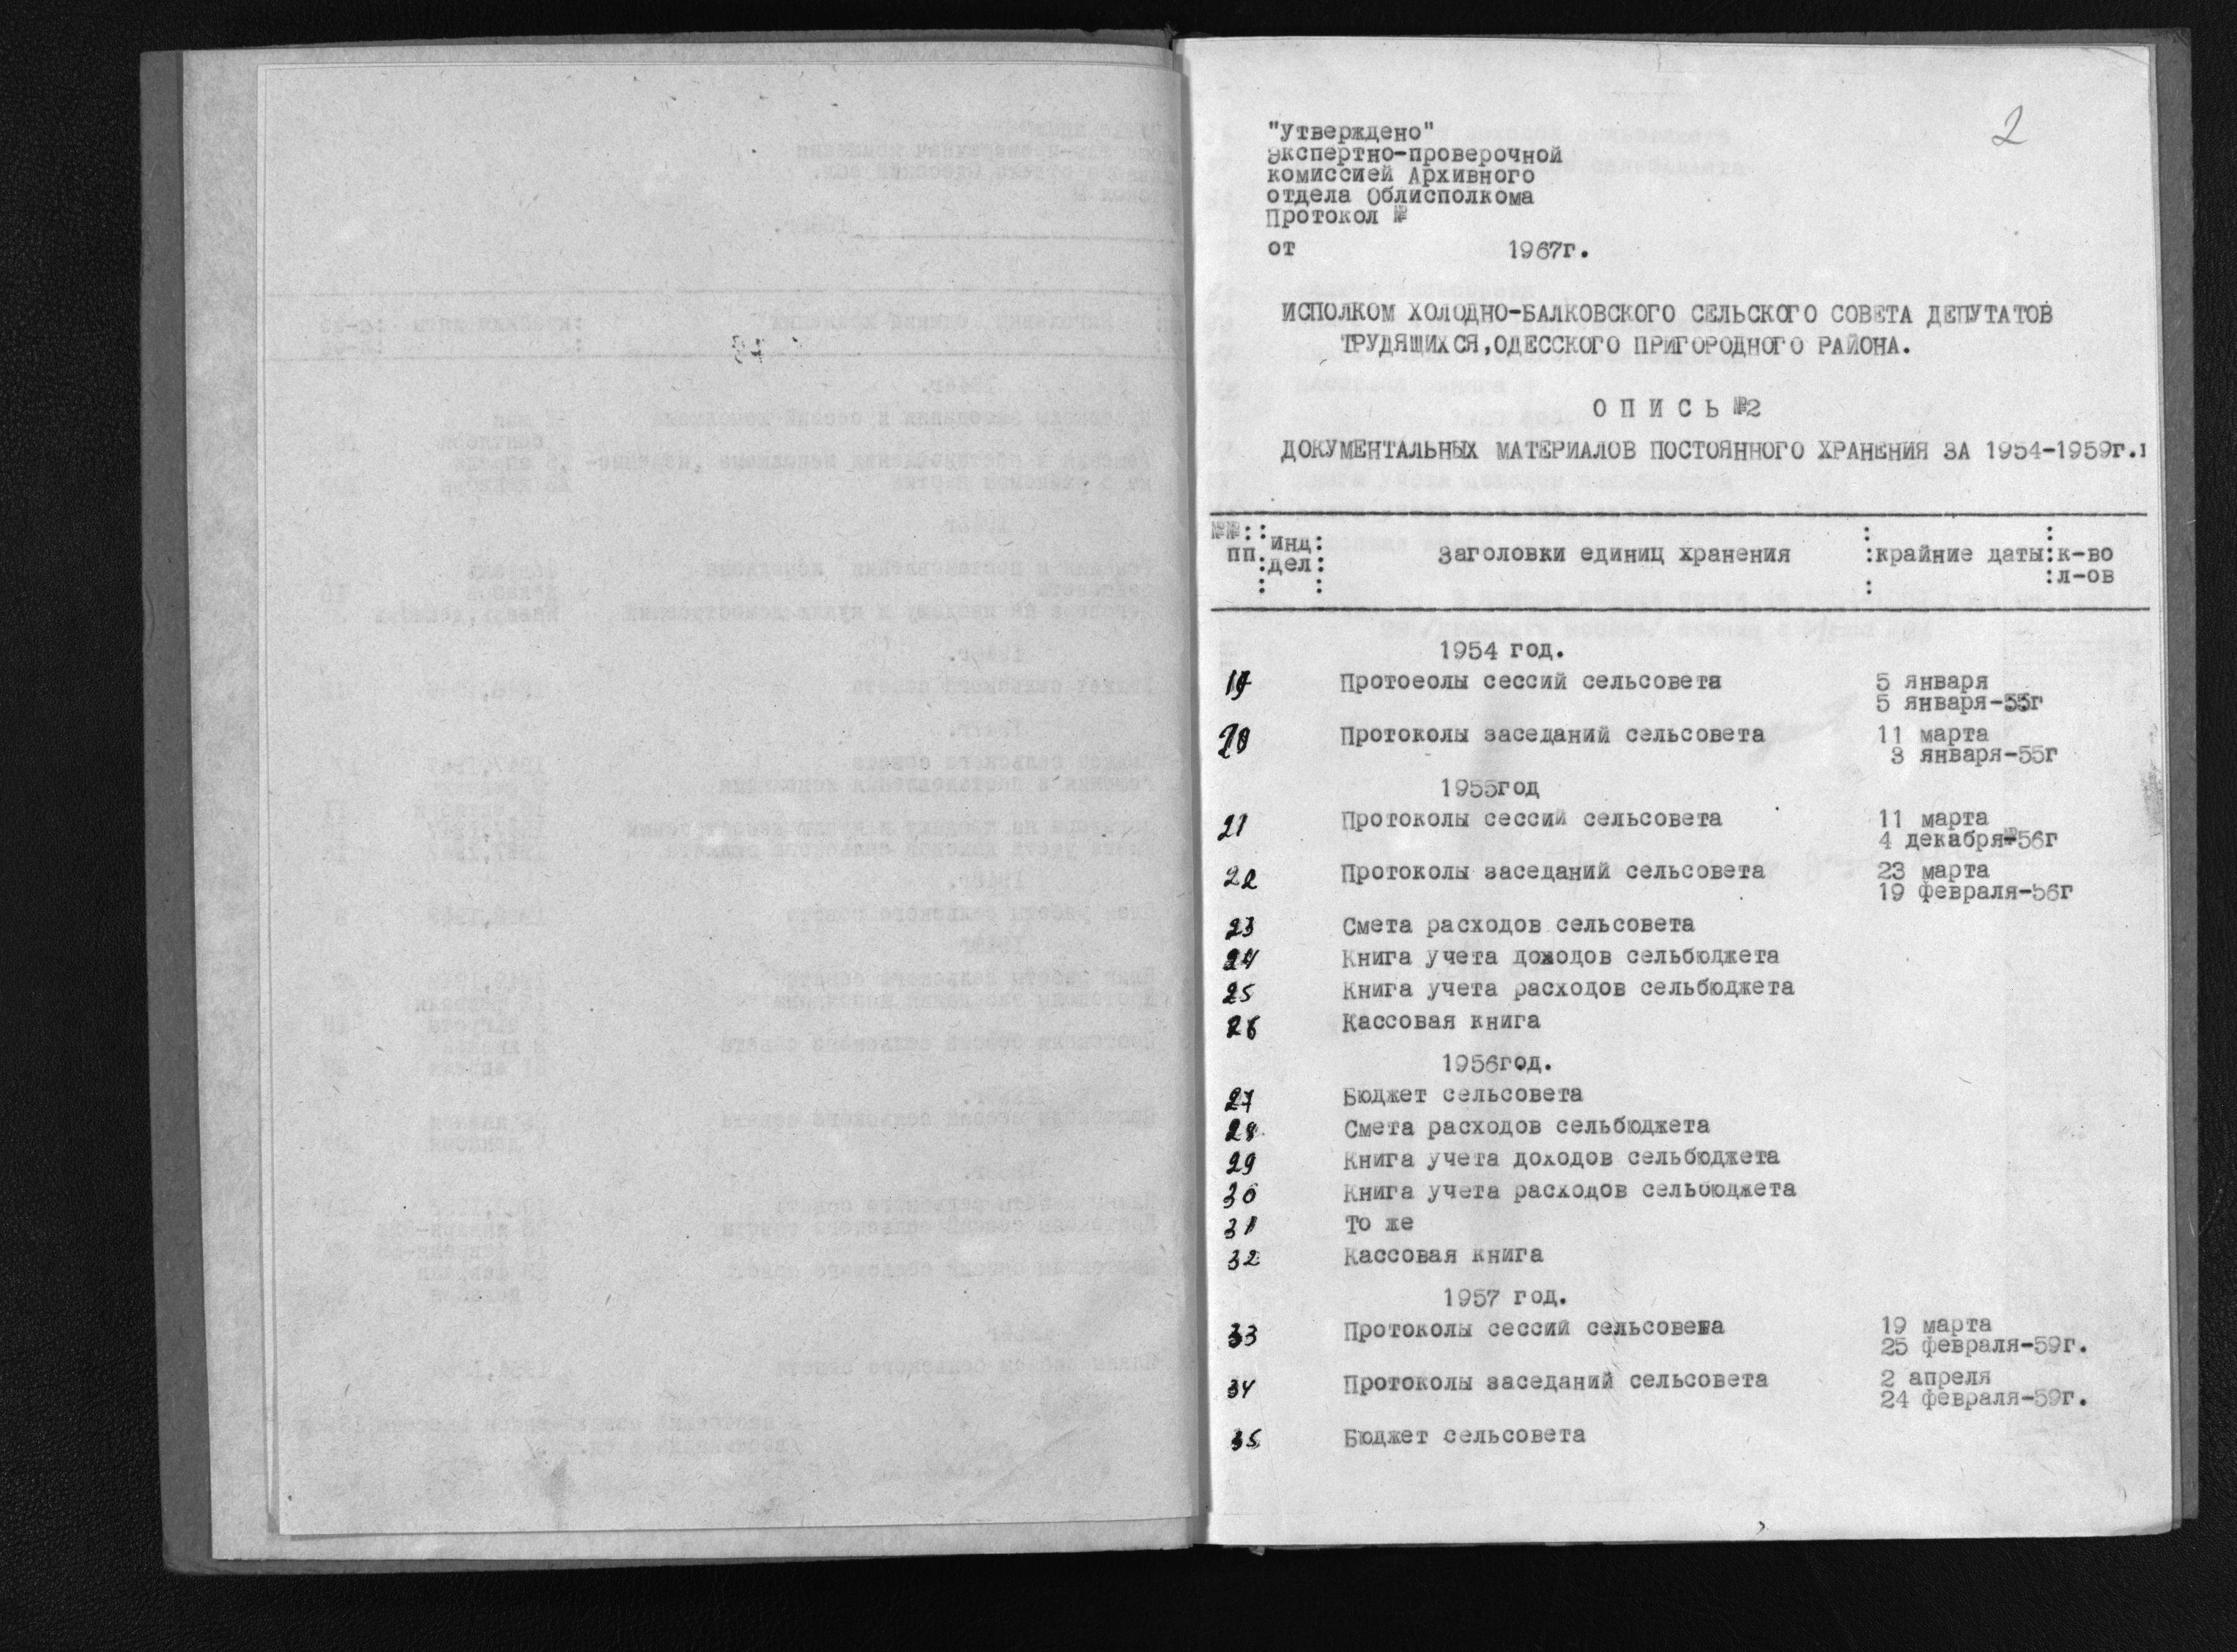 2
"Утверждено"
Экспертно-проверочной
комиссией Архивного
отдела Облисполкома
Протокол №
от 1967г.
ИСПОЛКОМ ХОЛОДНО-БАЛКОВСКОГО СЕЛЬСКОГО СОВЕТА ДЕПУТАТОВ
ТРУДЯЩИХСЯ,ОДЕССКОГО ПРИГОРОДНОГО РАЙОНА.
О П И С Ь №2
ДОКУМЕНТАЛЬНЫХ МАТЕРИАЛОВ ПОСТОЯННОГО ХРАНЕНИЯ ЗА 1954-1959г.
№№ : : инд : : :
пп : дел : Заголовки единиц хранения :крайние даты:к-во
: : : :л-ов
1954 год.
19 Протоеолы сессий сельсовета 5 января
5 января-55г
20 Протоколы заседаний сельсовета 11 марта
3 января-55г
1955год
21 Протоколы сессий сельсовета 11 марта
4 декабря-56г
22 Протоколы заседаний сельсовета 23 марта
19 февраля-56г
23 Смета расходов сельсовета
24 Книга учета доходов сельбюджета
25 Книга учета расходов сельбюджета
26 Кассовая книга
1956год.
27 Бюджет сельсовета
28 Смета расходов сельбюджета
29 Книга учета доходов сельбюджета
30 Книга учета расходов сельбюджета
31 То же
32 Кассовая книга
1957 год.
33 Протоколы сессий сельсовета 19 марта
25 февраля-59г.
34 Протоколы заседаний сельсовета 2 апреля
24 февраля-59г.
35 Бюджет сельсовета